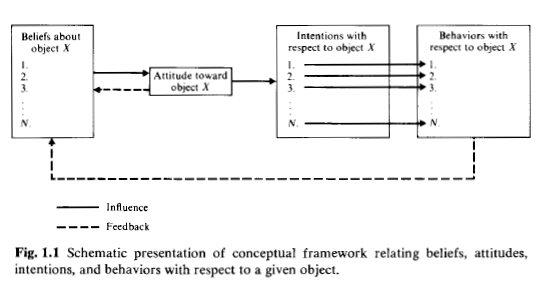 Beliefs about
object X
1.
2.
3.
.
.
.
N.
Attitude toward
object X
Intentions with
respect to object X
1.
2.
3.
.
.
.
N.
Behaviors with
respect to object X
1.
2.
3.
.
.
.
N.
Influence
Feedback
Fig. 1.1 Schematic presentation of conceptual framework relating beliefs, attitudes,
intentions, and behaviors with respect to a given object.